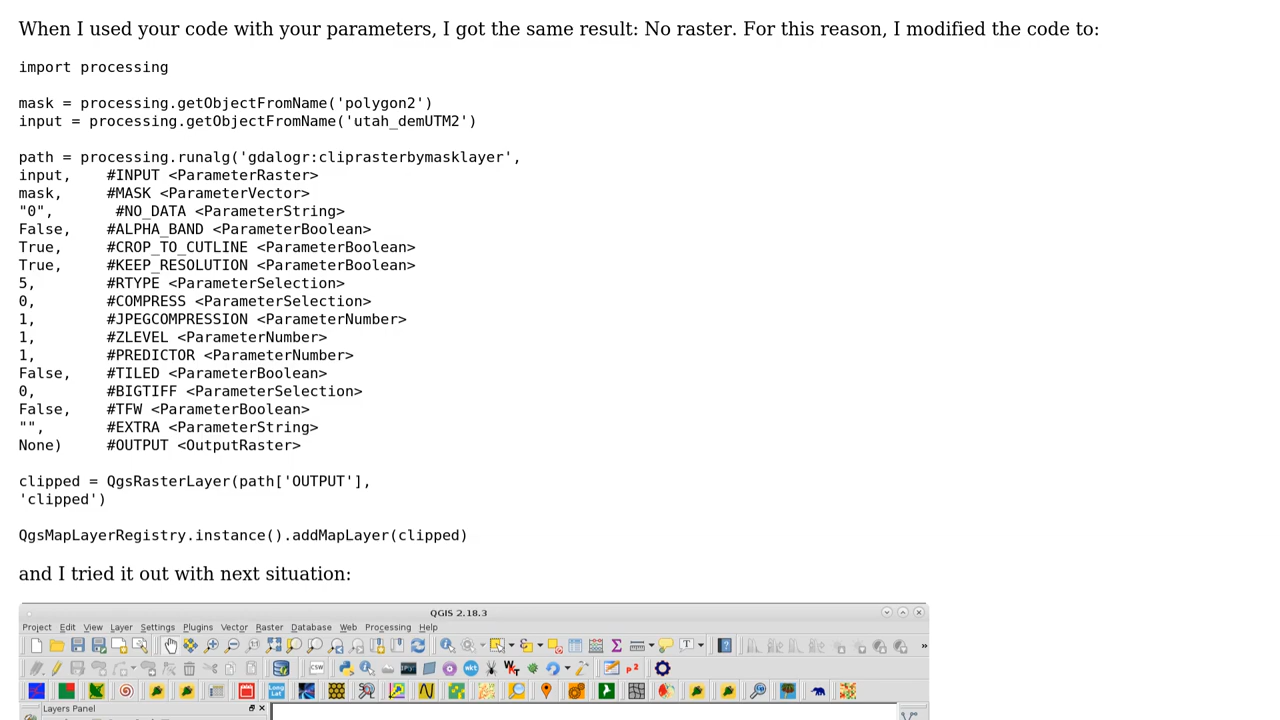 When I used your code with your parameters, I got the same result: No raster. For this reason, I modified the code to:
import processing
mask = processing.getObjectFromName('polygon2')
input = processing.getObjectFromName('utah_demUTM2')
path = processing.runalg('gdalogr:cliprasterbymasklayer',
input,    #INPUT <ParameterRaster>
mask,     #MASK <ParameterVector>
"0",       #NO_DATA <ParameterString>
False,    #ALPHA_BAND <ParameterBoolean>
True,     #CROP_TO_CUTLINE <ParameterBoolean>
True,     #KEEP_RESOLUTION <ParameterBoolean>
5,        #RTYPE <ParameterSelection>
0,        #COMPRESS <ParameterSelection>
1,        #JPEGCOMPRESSION <ParameterNumber>
1,        #ZLEVEL <ParameterNumber>
1,        #PREDICTOR <ParameterNumber>
False,    #TILED <ParameterBoolean>
0,        #BIGTIFF <ParameterSelection>
False,    #TFW <ParameterBoolean>
"",       #EXTRA <ParameterString>
None)     #OUTPUT <OutputRaster>
clipped = QgsRasterLayer(path['OUTPUT'],
'clipped')
QgsMapLayerRegistry.instance().addMapLayer(clipped)
and I tried it out with next situation:
QGIS 2.18.3
Project Edit View Layer Settings Plugins Vector Raster Database Web Processing Help
CSW wkt
Long Lat
Layers Panel